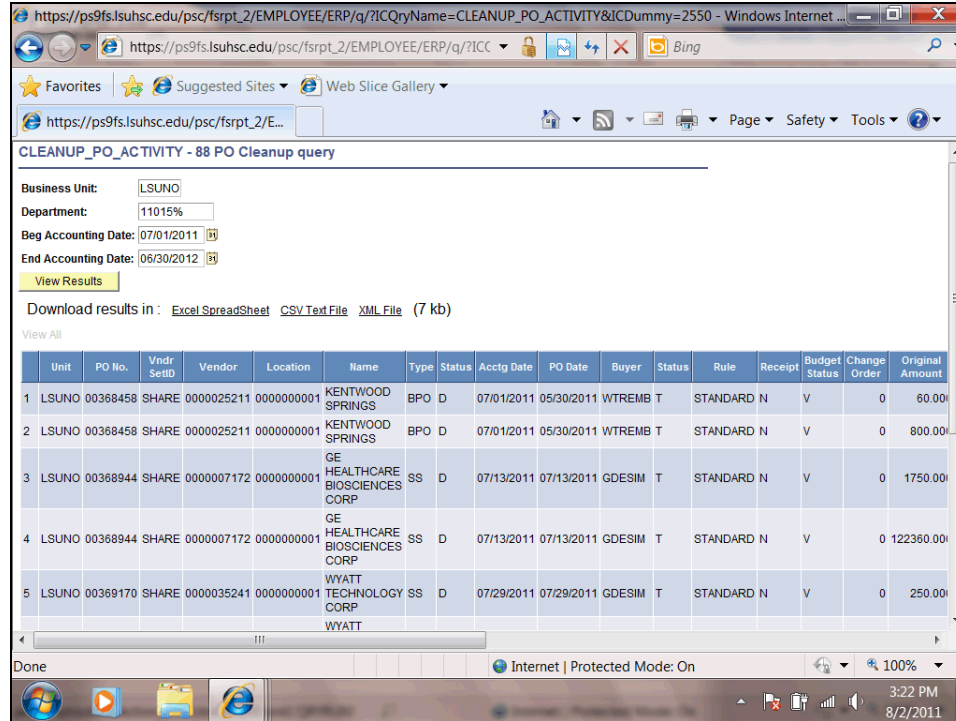 https://ps9fs.lsuhsc.edu/psc/fsrpt_2/EMPLOYEE/ERP/q/?ICQryName=CLEANUP_PO_ACTIVITY&ICDummy=2550 - Windows Internet ...
https://ps9fs.lsuhsc.edu/psc/fsrpt_2/EMPLOYEE/ERP/q/?ICC
Bing
Favorites Suggested Sites Web Slice Gallery
https://ps9fs.lsuhsc.edu/psc/fsrpt_2/E... Page Safety Tools
CLEANUP_PO_ACTIVITY - 88 PO Cleanup query
Business Unit: LSUNO
Department: 11015%
Beg Accounting Date: 07/01/2011
End Accounting Date: 06/30/2012
View Results
Download results in : Excel SpreadSheet CSV Text File XML File (7 kb)
View All
Unit PO No. Vndr SetID Vendor Location Name Type Status Acctg Date PO Date Buyer Status Rule Receipt Budget Status Change Order Original Amount
1 LSUNO 00368458 SHARE 0000025211 0000000001 KENTWOOD SPRINGS BPO D 07/01/2011 05/30/2011 WTREMB T STANDARD N V 0 60.00
2 LSUNO 00368458 SHARE 0000025211 0000000001 KENTWOOD SPRINGS BPO D 07/01/2011 05/30/2011 WTREMB T STANDARD N V 0 800.00
3 LSUNO 00368944 SHARE 0000007172 0000000001 GE HEALTHCARE BIOSCIENCES CORP SS D 07/13/2011 07/13/2011 GDESIM T STANDARD N V 0 1750.00
4 LSUNO 00368944 SHARE 0000007172 0000000001 GE HEALTHCARE BIOSCIENCES CORP SS D 07/13/2011 07/13/2011 GDESIM T STANDARD N V 0 122360.00
5 LSUNO 00369170 SHARE 0000035241 0000000001 WYATT TECHNOLOGY CORP SS D 07/29/2011 07/29/2011 GDESIM T STANDARD N V 0 250.00
WYATT
Done Internet | Protected Mode: On 100%
3:22 PM
8/2/2011